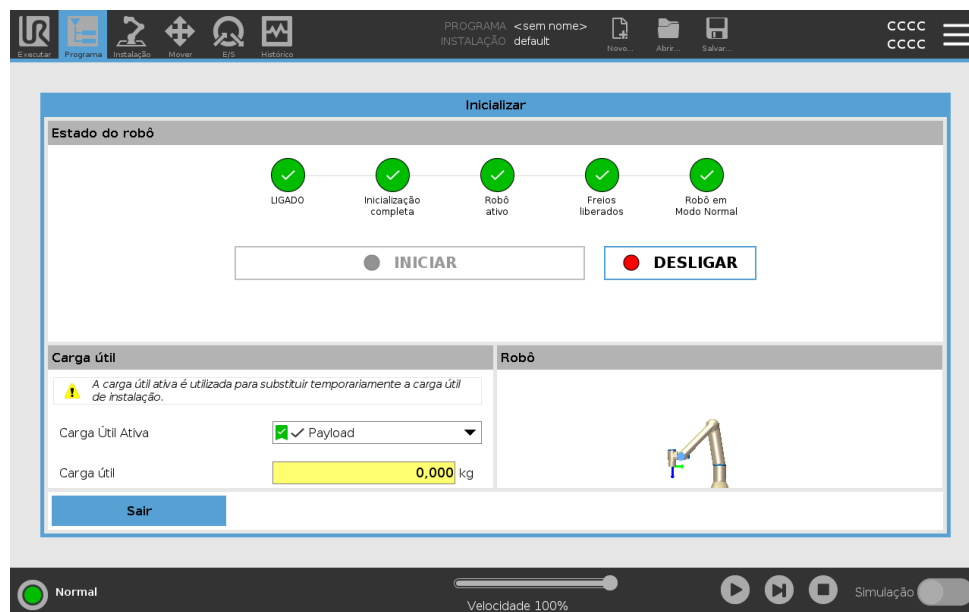 UR
PROGRAMA <sem nome>
INSTALAÇÃO default
CCCC
CCCC
Executar Programa Instalação Mover E/S Histórico Novo... Abrir... Salvar...
Inicializar
Estado do robô
LIGADO
Inicialização
completa
Robô
ativo
Freios
liberados
Robô em
Modo Normal
INICIAR
DESLIGAR
Carga útil
Robô
A carga útil ativa é utilizada para substituir temporariamente a carga útil
de instalação.
Carga Útil Ativa
Payload
Carga útil
0,000 kg
Sair
Normal
Velocidade 100%
Simulação